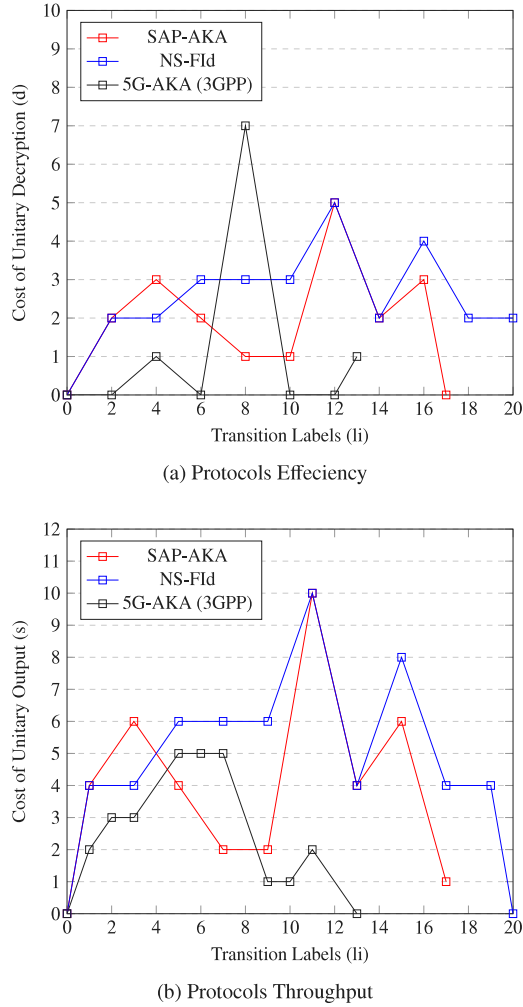 10
9
8
7
6
5
4
3
2
1
0
Cost of Unitary Decryption (d)
SAP-AKA
NS-FId
5G-AKA (3GPP)
0 2 4 6 8 10 12 14 16 18 20
Transition Labels (li)
(a) Protocols Effeciency
12
11
10
9
8
7
6
5
4
3
2
1
0
Cost of Unitary Output (s)
SAP-AKA
NS-FId
5G-AKA (3GPP)
0 2 4 6 8 10 12 14 16 18 20
Transition Labels (li)
(b) Protocols Throughput